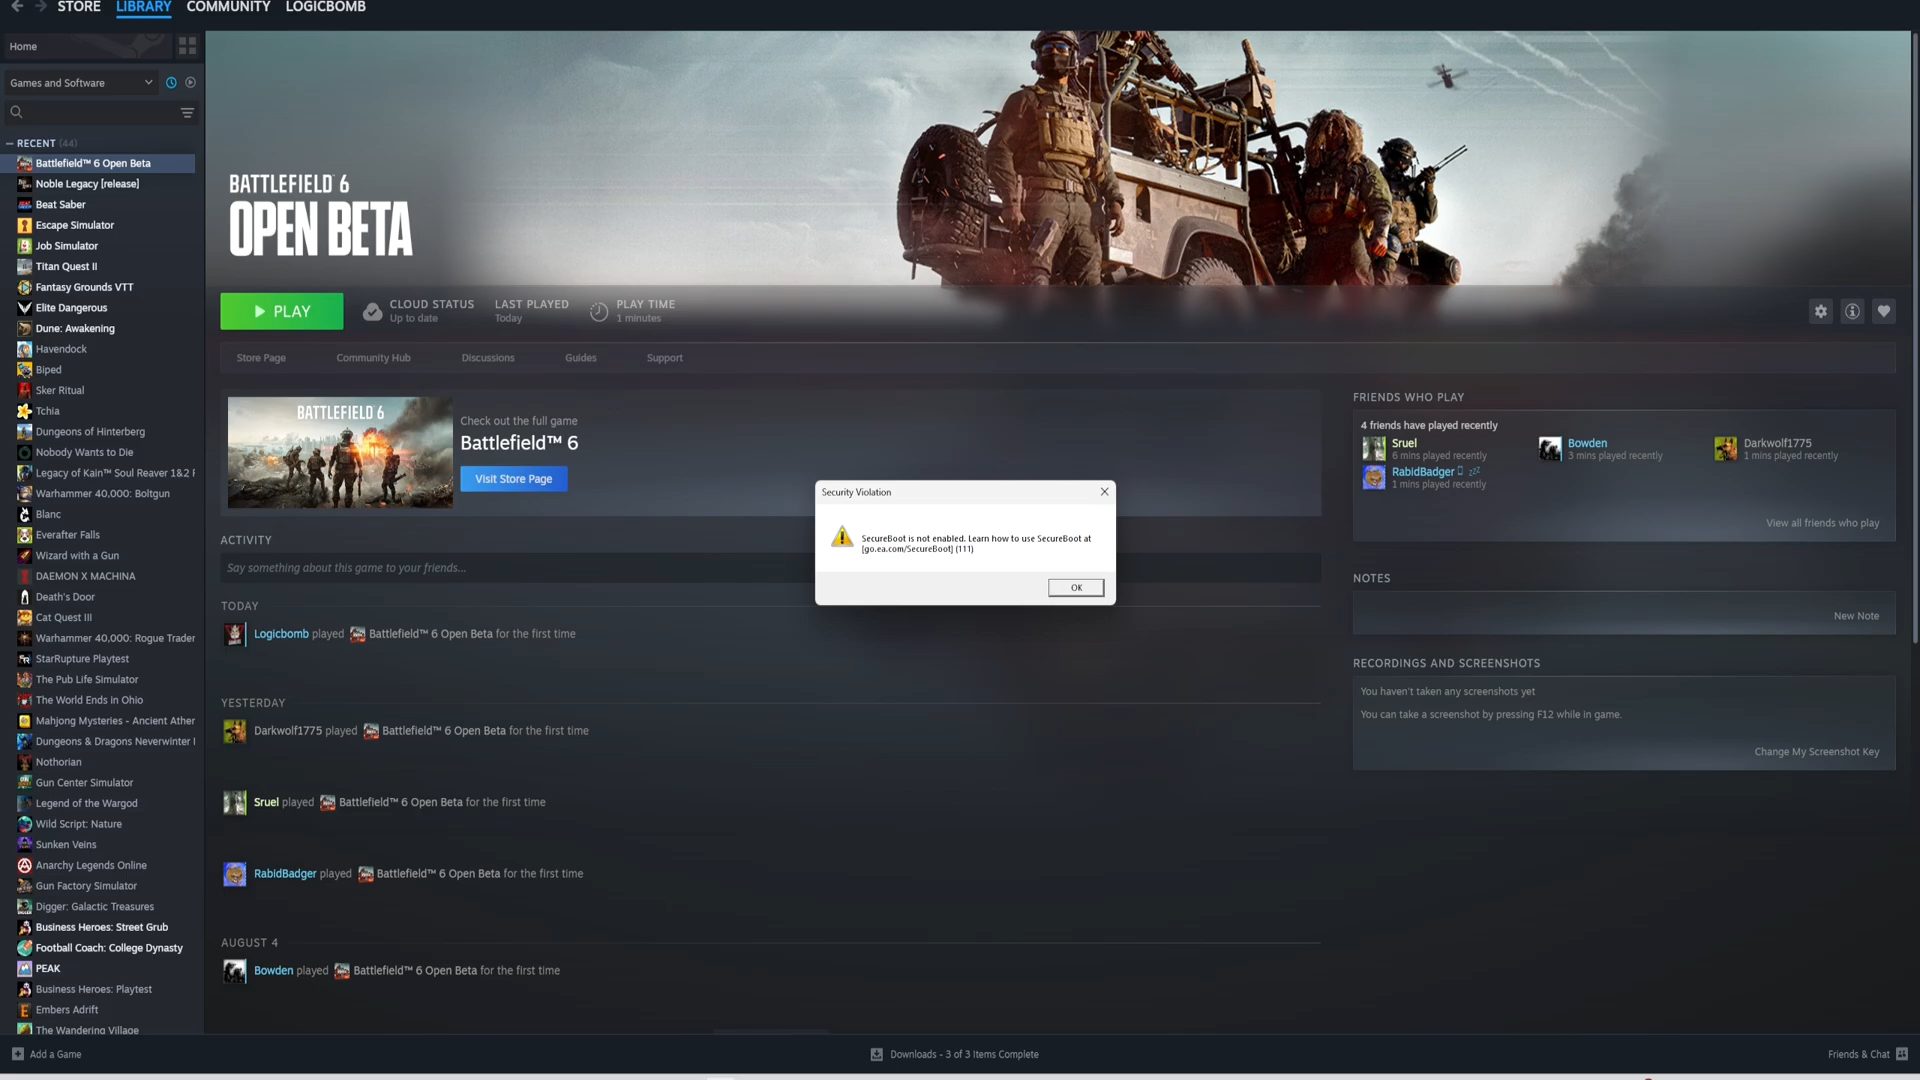 STORE
LIBRARY
COMMUNITY
LOGICBOMB
Home
Games and Software
RECENT (44)
Battlefield™ 6 Open Beta
Noble Legacy [release]
Beat Saber
Escape Simulator
Job Simulator
Titan Quest II
Fantasy Grounds VTT
Elite Dangerous
Dune: Awakening
Havendock
Biped
Sker Ritual
Tchia
Dungeons of Hinterberg
Nobody Wants to Die
Legacy of Kain™ Soul Reaver 1&2 R
Warhammer 40,000: Boltgun
Blanc
Everafter Falls
Wizard with a Gun
DAEMON X MACHINA
Death's Door
Cat Quest III
Warhammer 40,000: Rogue Trader
StarRupture Playtest
The Pub Life Simulator
The World Ends in Ohio
Mahjong Mysteries - Ancient Ather
Dungeons & Dragons Neverwinter
Nothorian
Gun Center Simulator
Legend of the Wargod
Wild Script: Nature
Sunken Veins
Anarchy Legends Online
Gun Factory Simulator
Digger: Galactic Treasures
Business Heroes: Street Grub
Football Coach: College Dynasty
PEAK
Business Heroes: Playtest
Embers Adrift
The Wandering Village
Add a Game
BATTLEFIELD 6
OPEN BETA
PLAY
CLOUD STATUS
Up to date
LAST PLAYED
Today
PLAY TIME
1 minutes
Store Page
Community Hub
Discussions
Guides
Support
BATTLEFIELD 6
Check out the full game
Battlefield™ 6
Visit Store Page
ACTIVITY
Say something about this game to your friends...
TODAY
Logicbomb played Battlefield™ 6 Open Beta for the first time
YESTERDAY
Darkwolf1775 played Battlefield™ 6 Open Beta for the first time
Sruel played Battlefield™ 6 Open Beta for the first time
RabidBadger played Battlefield™ 6 Open Beta for the first time
AUGUST 4
Bowden played Battlefield™ 6 Open Beta for the first time
Security Violation
SecureBoot is not enabled. Learn how to use SecureBoot at
[go.ea.com/SecureBoot] (111)
OK
FRIENDS WHO PLAY
4 friends have played recently
Sruel
6 mins played recently
Bowden
3 mins played recently
Darkwolf1775
1 mins played recently
RabidBadger
1 mins played recently
View all friends who play
NOTES
New Note
RECORDINGS AND SCREENSHOTS
You haven't taken any screenshots yet
You can take a screenshot by pressing F12 while in game.
Change My Screenshot Key
Downloads - 3 of 3 Items Complete
Friends & Chat